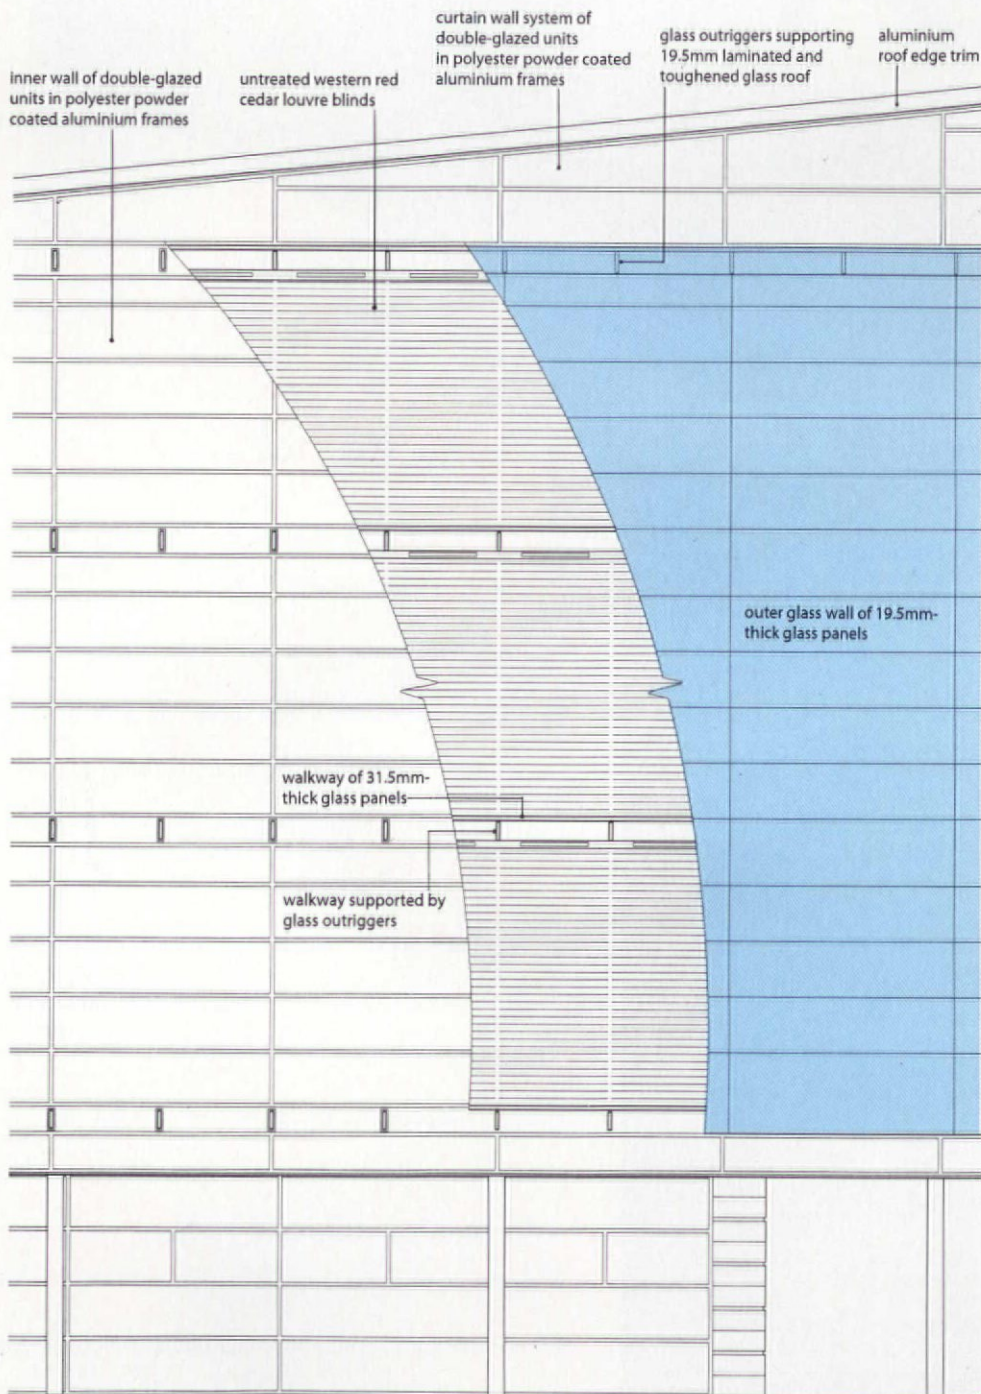 curtain wall system of
double-glazed units
in polyester powder coated
aluminium frames
glass outriggers supporting
19.5mm laminated and
toughened glass roof
aluminium
roof edge trim
inner wall of double-glazed
units in polyester powder
coated aluminium frames
untreated western red
cedar louvre blinds
outer glass wall of 19.5mm-
thick glass panels
walkway of 31.5mm-
thick glass panels
walkway supported by
glass outriggers